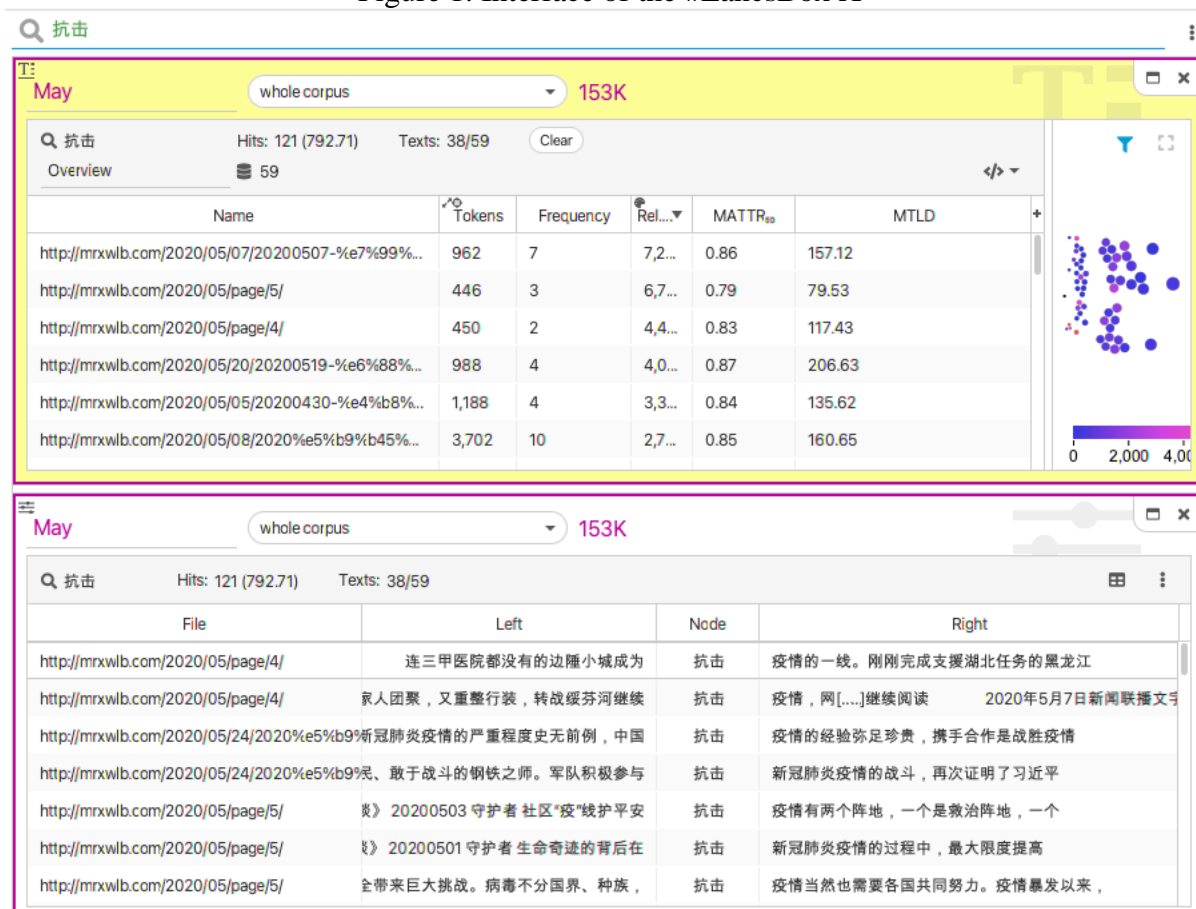 抗击
May whole corpus 153K
抗击 Hits: 121 (792.71) Texts: 38/59 Clear
Overview 59
Name Tokens Frequency Rel.... MATTR₅₀ MTLD
http://mrxwlb.com/2020/05/07/20200507-%e7%99%... 962 7 7,2... 0.86 157.12
http://mrxwlb.com/2020/05/page/5/ 446 3 6,7... 0.79 79.53
http://mrxwlb.com/2020/05/page/4/ 450 2 4,4... 0.83 117.43
http://mrxwlb.com/2020/05/20/20200519-%e6%88%... 988 4 4,0... 0.87 206.63
http://mrxwlb.com/2020/05/05/20200430-%e4%b8%... 1,188 4 3,3... 0.84 135.62
http://mrxwlb.com/2020/05/08/2020%e5%b9%b45%... 3,702 10 2,7... 0.85 160.65
0 2,000 4,00
May whole corpus 153K
抗击 Hits: 121 (792.71) Texts: 38/59
File Left Node Right
http://mrxwlb.com/2020/05/page/4/ 连三甲医院都没有的边陲小城成为 抗击 疫情的一线。刚刚完成支援湖北任务的黑龙江
http://mrxwlb.com/2020/05/page/4/ 家人团聚，又重整行装，转战绥芬河继续 抗击 疫情，网[.....]继续阅读 2020年5月7日新闻联播文字
http://mrxwlb.com/2020/05/24/2020%e5%b9% 新冠肺炎疫情的严重程度史无前例，中国 抗击 疫情的经验弥足珍贵，携手合作是战胜疫情
http://mrxwlb.com/2020/05/24/2020%e5%b9% 民、敢于战斗的钢铁之师。军队积极参与 抗击 新冠肺炎疫情的战斗，再次证明了习近平
http://mrxwlb.com/2020/05/page/5/ 》 20200503 守护者 社区“疫”线护平安 抗击 疫情有两个阵地，一个是救治阵地，一个
http://mrxwlb.com/2020/05/page/5/ 》 20200501 守护者 生命奇迹的背后在 抗击 新冠肺炎疫情的过程中，最大限度提高
http://mrxwlb.com/2020/05/page/5/ 全带来巨大挑战。病毒不分国界、种族， 抗击 疫情当然也需要各国共同努力。疫情暴发以来，